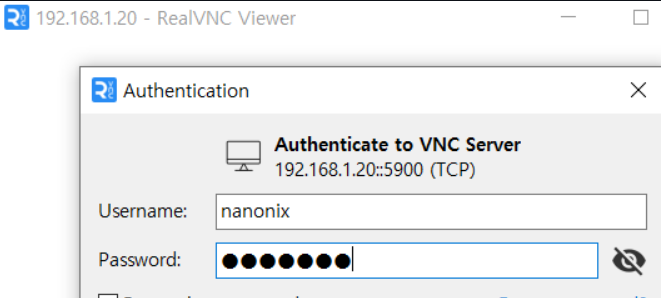 192.168.1.20 - RealVNC Viewer
Authentication
Authenticate to VNC Server
192.168.1.20::5900 (TCP)
Username: nanonix
Password: ●●●●●●●